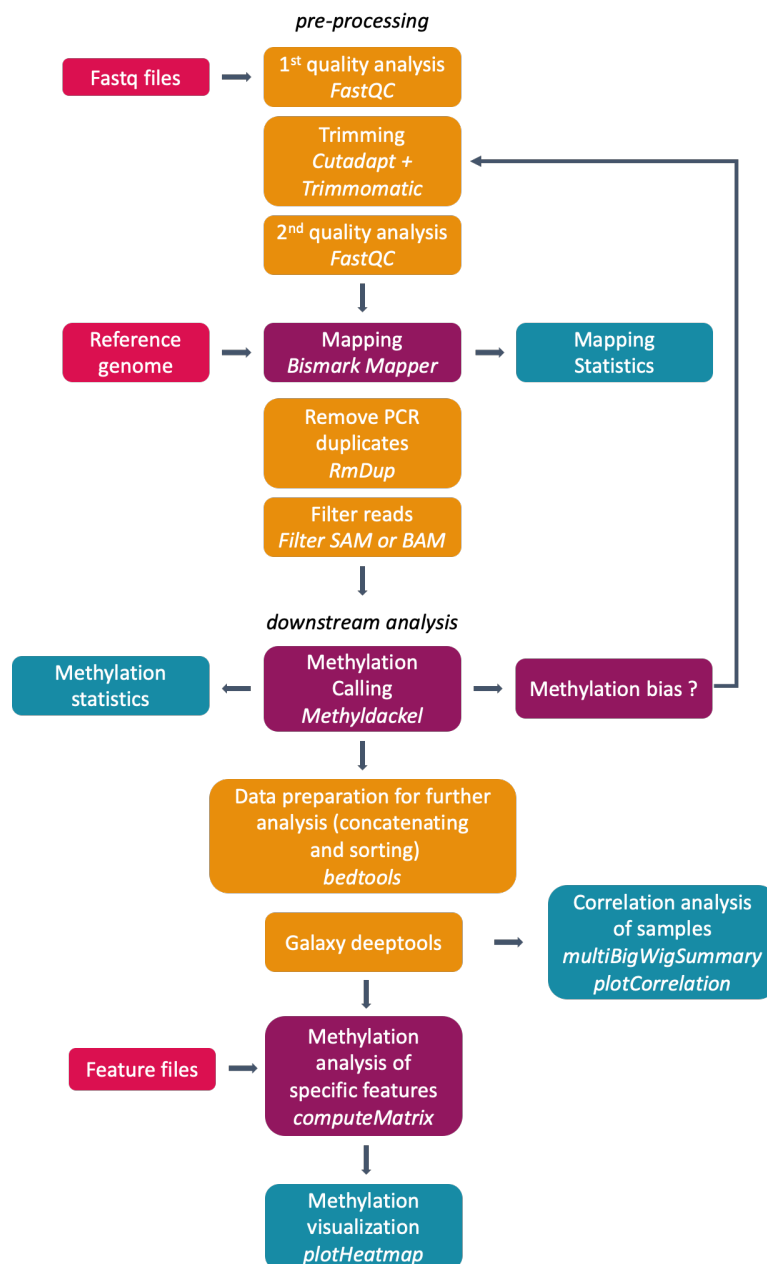 pre-processing
Fastq files
1st quality analysis
FastQC
Trimming
Cutadapt +
Trimmomatic
2nd quality analysis
FastQC
Reference
genome
Mapping
Bismark Mapper
Mapping
Statistics
Remove PCR
duplicates
RmDup
Filter reads
Filter SAM or BAM
downstream analysis
Methylation
statistics
Methylation
Calling
Methyldackel
Methylation bias ?
Data preparation for further
analysis (concatenating
and sorting)
bedtools
Galaxy deeptools
Correlation analysis
of samples
multiBigWigSummary
plotCorrelation
Feature files
Methylation
analysis of
specific features
computeMatrix
Methylation
visualization
plotHeatmap